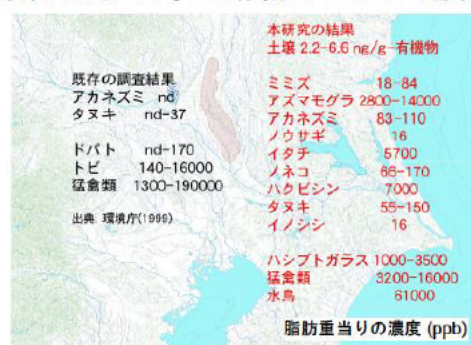 本研究の結果
土壌 2.2-6.6 ng/g-有機物
既存の調査結果
アカネズミ nd
タヌキ nd-37
ドバト nd-170
トビ 140-16000
猛禽類 1300-190000
出典 環境庁(1999)
ミミズ 18-84
アズマモグラ 2800-14000
アカネズミ 83-110
ノウサギ 16
イタチ 5700
ノネコ 66-170
ハクビシン 7000
タヌキ 55-150
イノシシ 16
ハシブトガラス 1000-3500
猛禽類 3200-16000
水鳥 61000
脂肪重当りの濃度 (ppb)